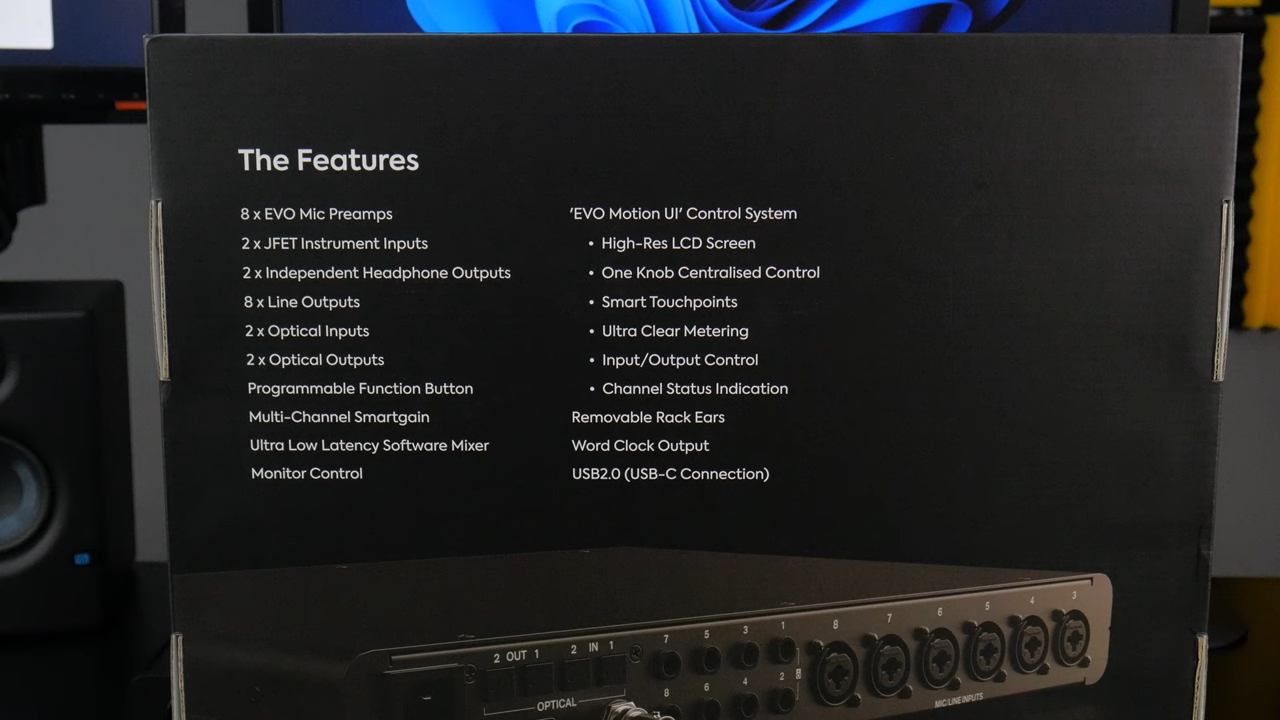 The Features
8 x EVO Mic Preamps
2 x JFET Instrument Inputs
2 x Independent Headphone Outputs
8 x Line Outputs
2 x Optical Inputs
2 x Optical Outputs
Programmable Function Button
Multi-Channel Smartgain
Ultra Low Latency Software Mixer
Monitor Control
'EVO Motion UI' Control System
• High-Res LCD Screen
• One Knob Centralised Control
• Smart Touchpoints
• Ultra Clear Metering
• Input/Output Control
• Channel Status Indication
Removable Rack Ears
Word Clock Output
USB2.0 (USB-C Connection)
2 OUT 1 2 IN 1
OPTICAL
7 5 3 1
8 6 4 2
8 7 6 5 4 3
MIC/LINE INPUTS